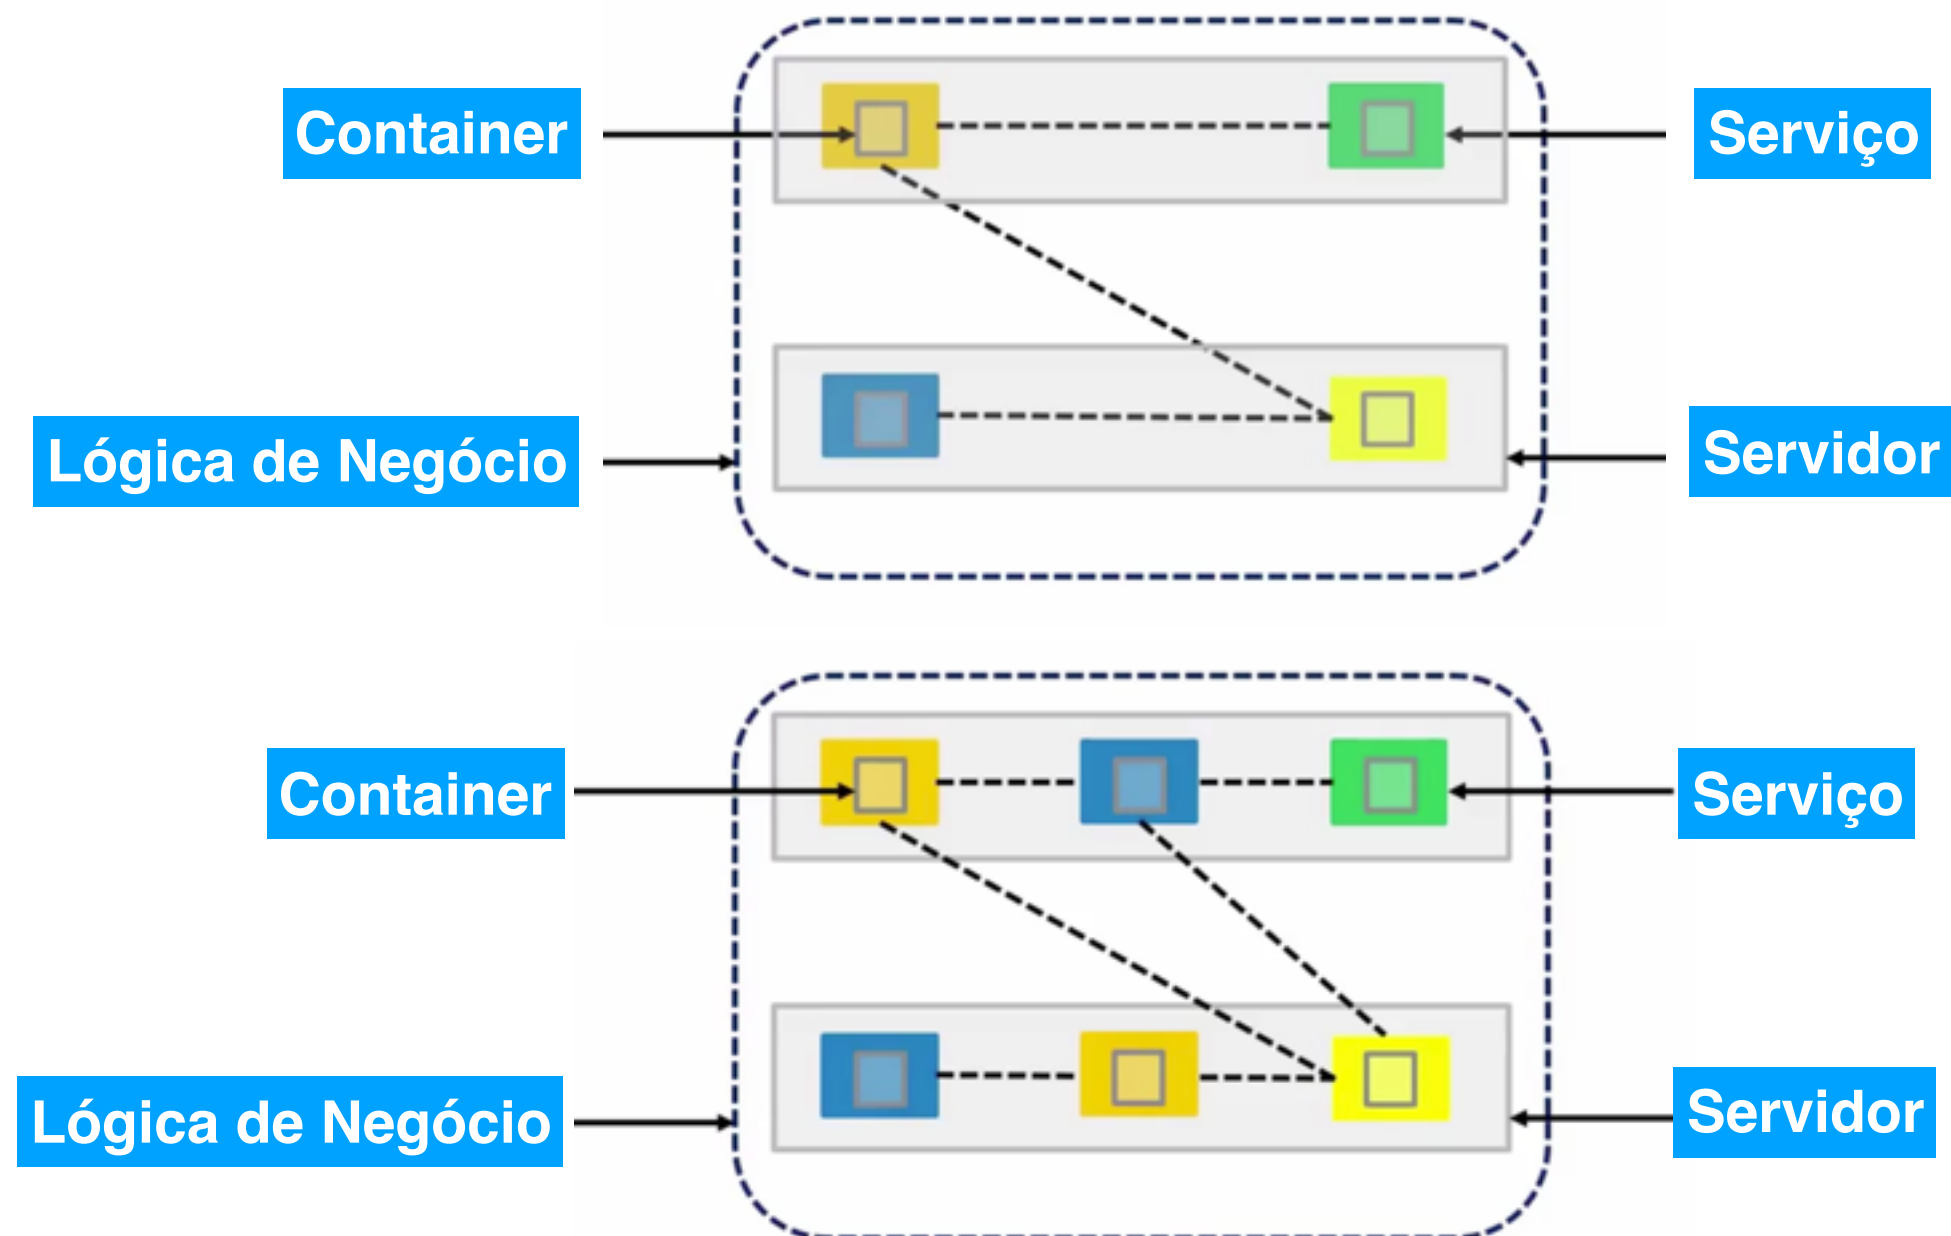 Container
Serviço
Lógica de Negócio
Servidor
Container
Serviço
Lógica de Negócio
Servidor